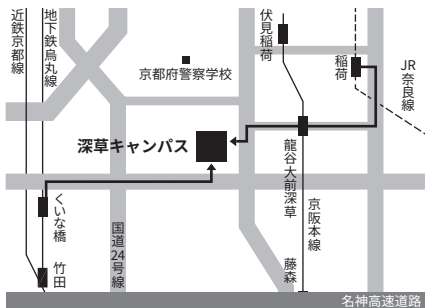 近鉄京都線
地下鉄烏丸線
京都府警察学校
伏見稲荷
稲荷
JR奈良線
深草キャンパス
龍谷大前深草
京阪本線
くいな橋
国道24号線
竹田
藤森
名神高速道路